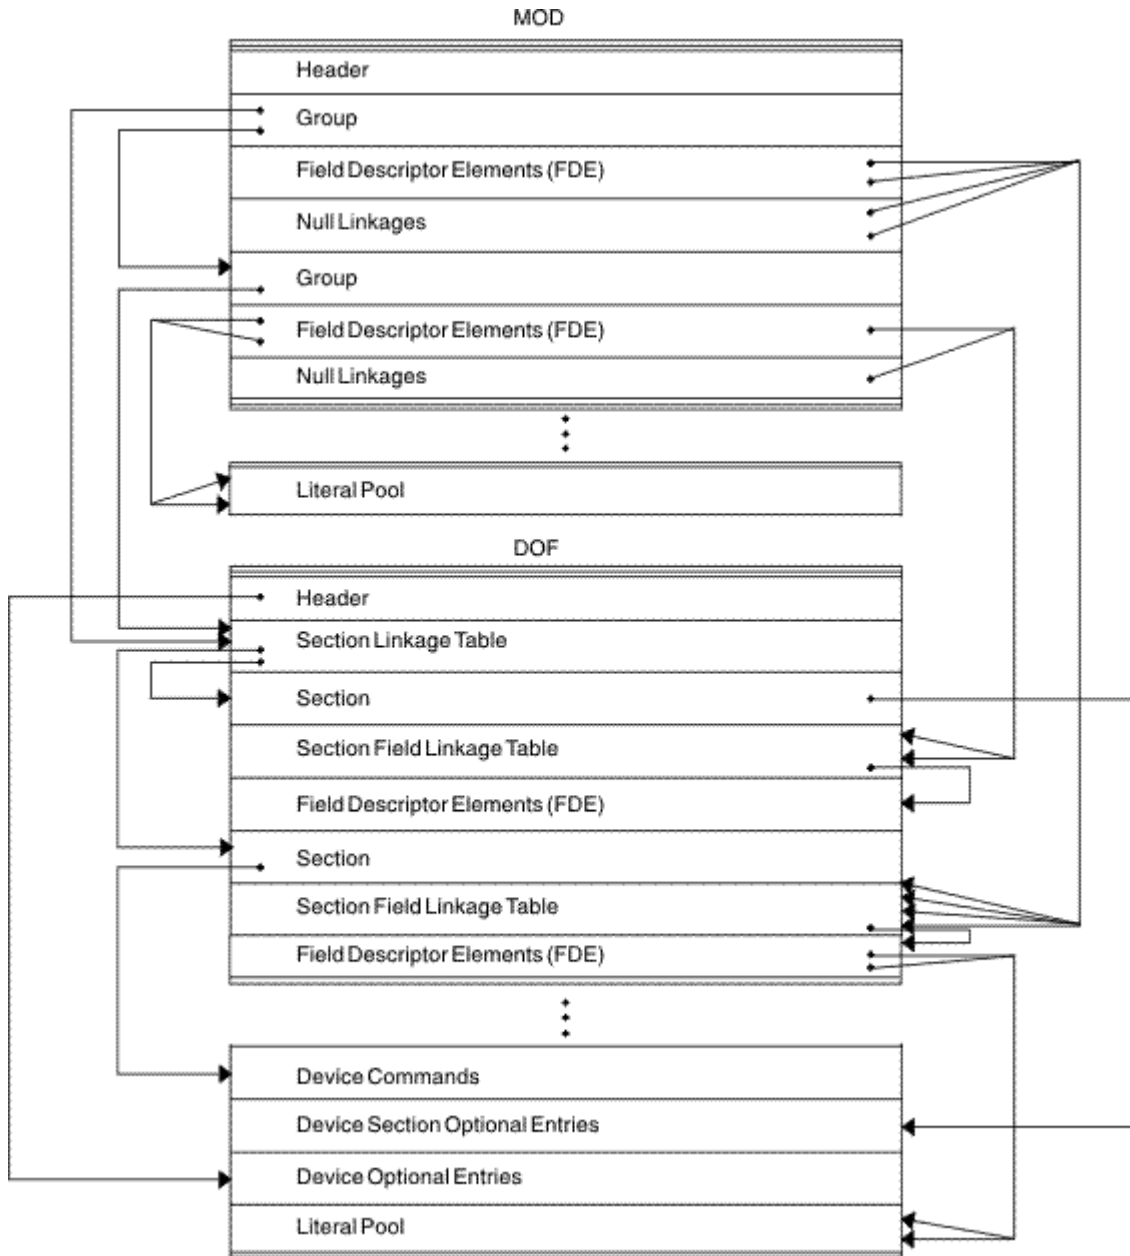 MOD
Header
Group
Field Descriptor Elements (FDE)
Null Linkages
Group
Field Descriptor Elements (FDE)
Null Linkages
Literal Pool
DOF
Header
Section Linkage Table
Section
Section Field Linkage Table
Field Descriptor Elements (FDE)
Section
Section Field Linkage Table
Field Descriptor Elements (FDE)
Device Commands
Device Section Optional Entries
Device Optional Entries
Literal Pool